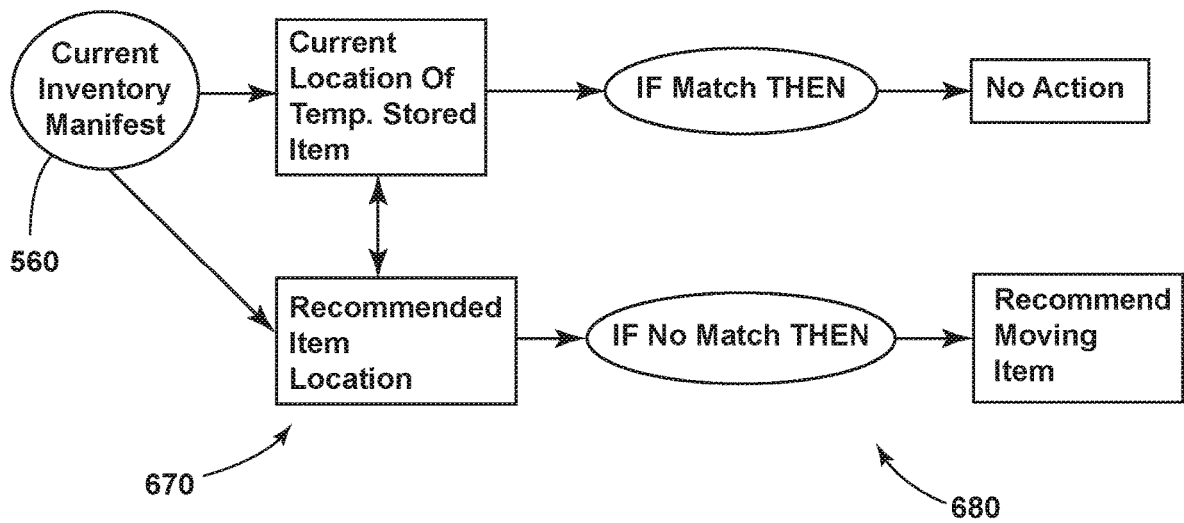 Current
Inventory
Manifest
Current
Location Of
Temp. Stored
Item
IF Match THEN
No Action
560
Recommended
Item
Location
IF No Match THEN
Recommend
Moving
Item
670
680